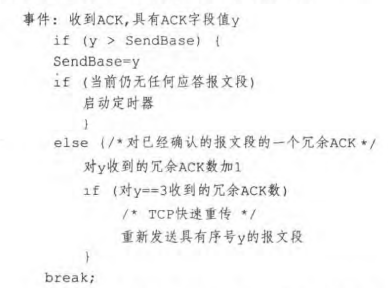 事件: 收到ACK,具有ACK字段值y
if (y > SendBase) {
SendBase=y
if (当前仍无任何应答报文段)
启动定时器
}
else {/*对已经确认的报文段的一个冗余ACK */
对y收到的冗余ACK数加1
if (对y==3收到的冗余ACK数)
/* TCP快速重传 */
重新发送具有序号y的报文段
}
break;